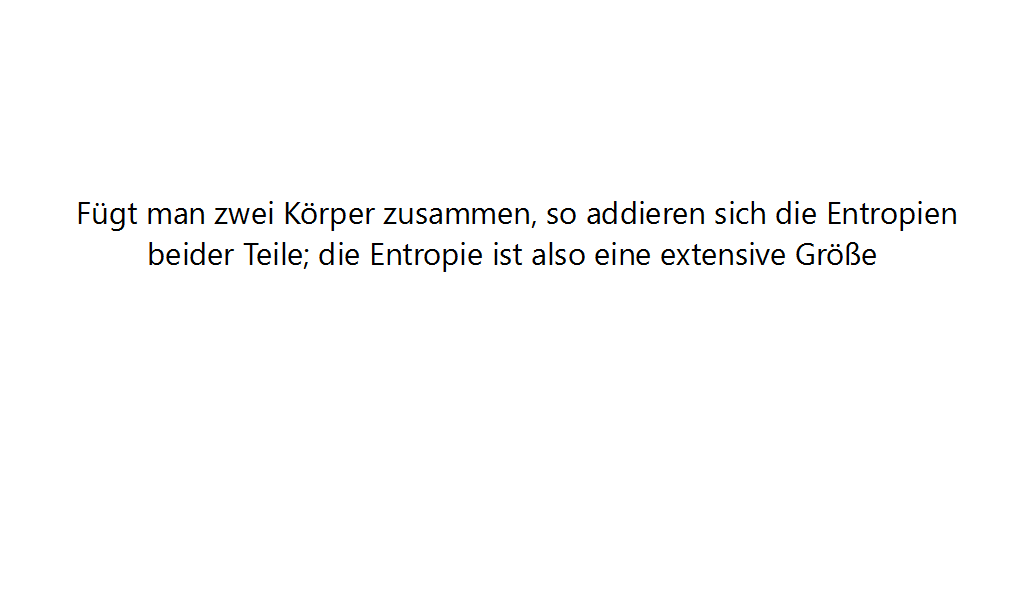 Fügt man zwei Körper zusammen, so addieren sich die Entropien
beider Teile; die Entropie ist also eine extensive Größe